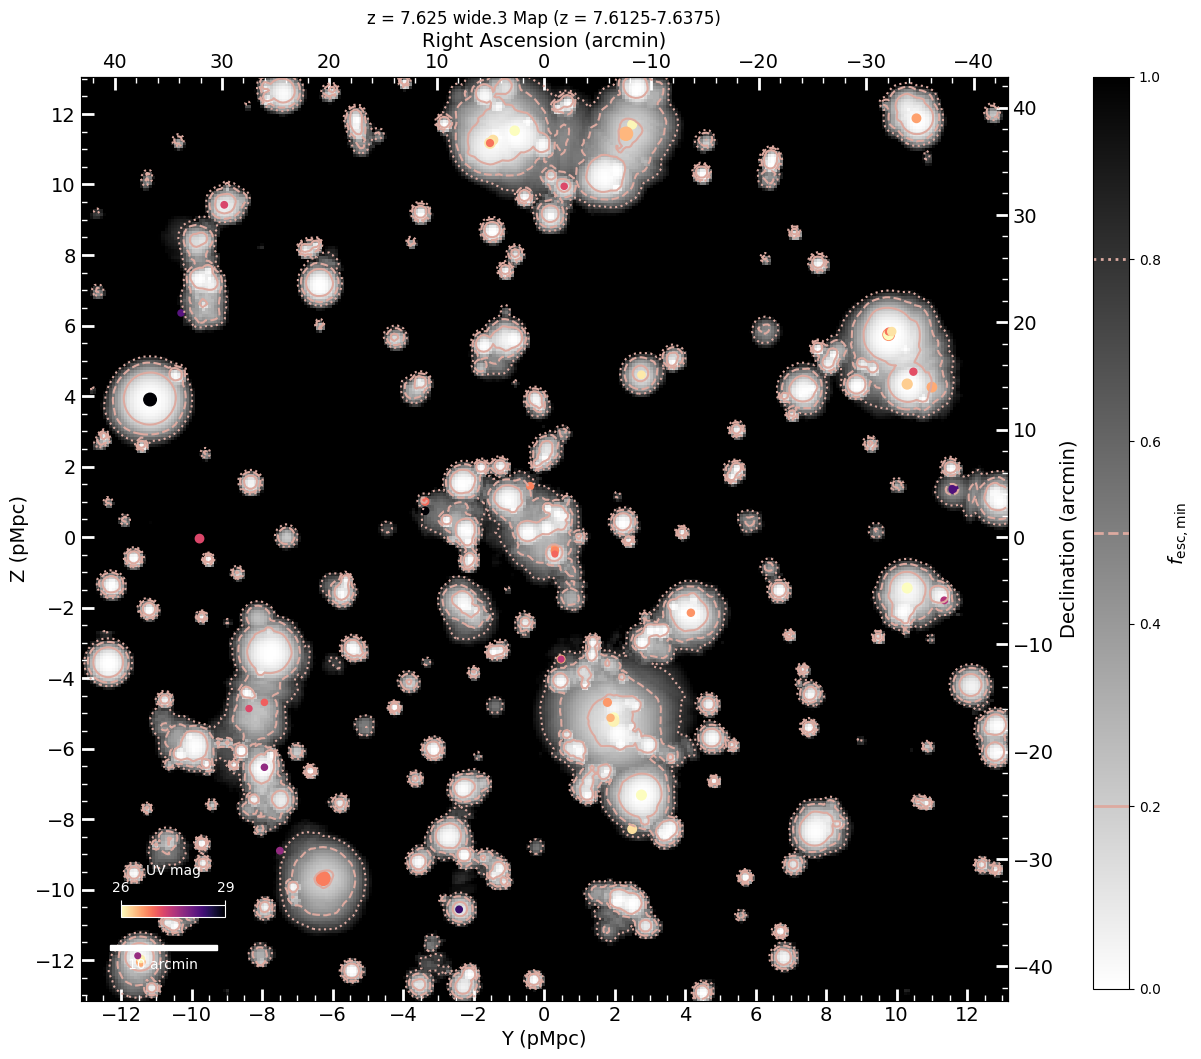 z = 7.625 wide.3 Map (z = 7.6125-7.6375)
Right Ascension (arcmin)
40 30 20 10 0 −10 −20 −30 −40
12 10 8 6 4 2 0 −2 −4 −6 −8 −10 −12
Z (pMpc)
40 30 20 10 0 −10 −20 −30 −40
Declination (arcmin)
1.0 0.8 0.6 0.4 0.2 0.0
f_esc,min
UV mag
26 29
10 arcmin
−12 −10 −8 −6 −4 −2 0 2 4 6 8 10 12
Y (pMpc)